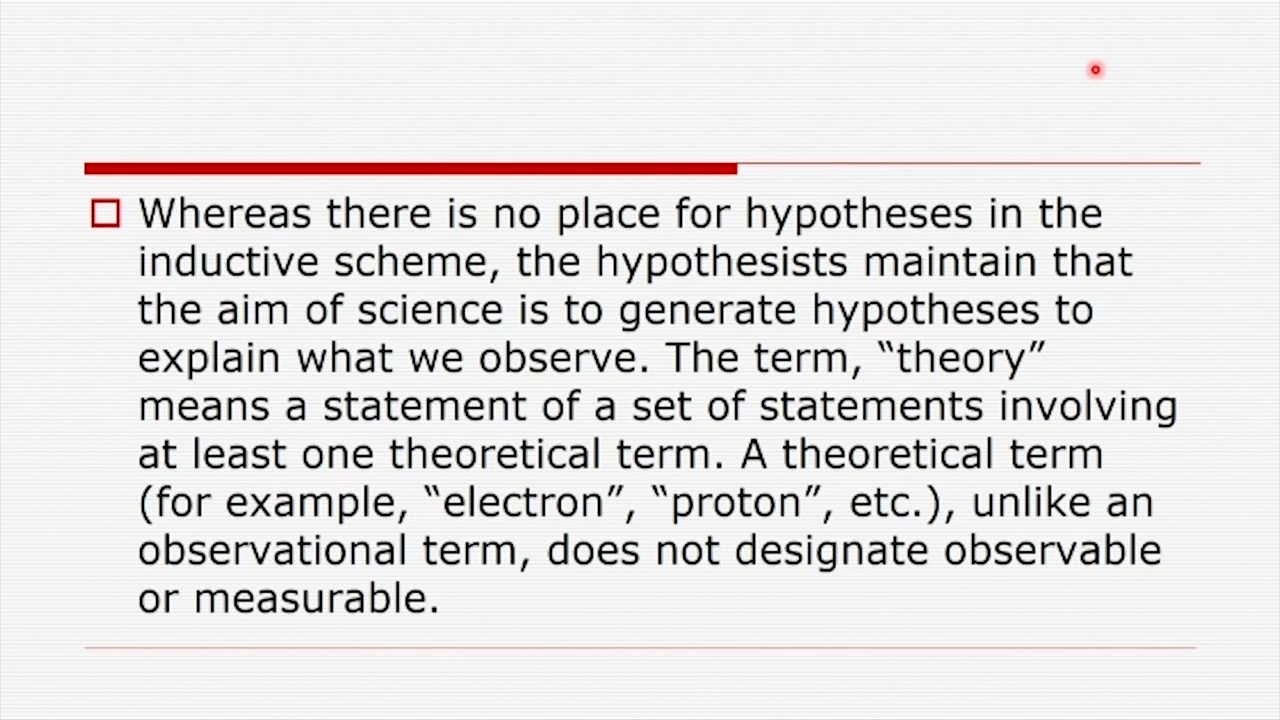 Whereas there is no place for hypotheses in the
inductive scheme, the hypothesists maintain that
the aim of science is to generate hypotheses to
explain what we observe. The term, “theory”
means a statement of a set of statements involving
at least one theoretical term. A theoretical term
(for example, “electron”, “proton”, etc.), unlike an
observational term, does not designate observable
or measurable.